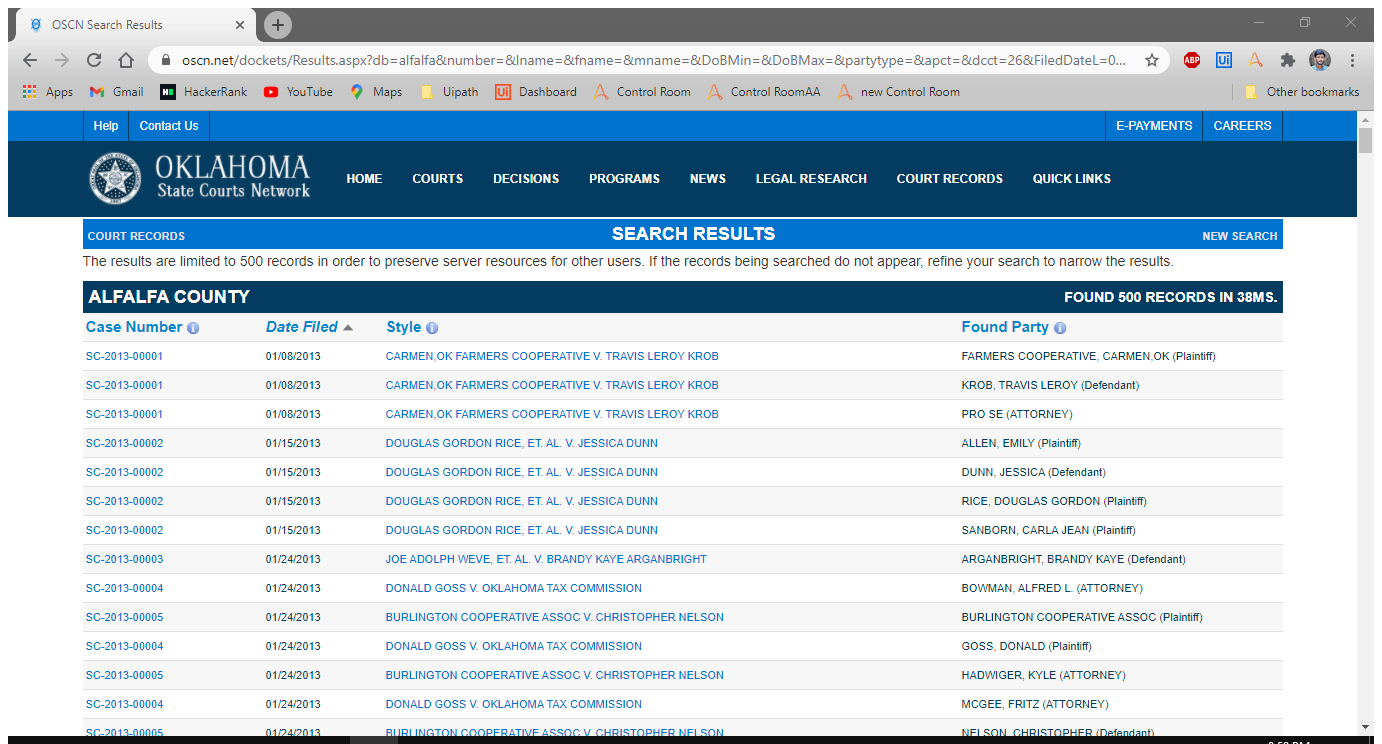 OSCN Search Results
oscn.net/dockets/Results.aspx?db=alfalfa&number=&lname=&fname=&mname=&DoBMin=&DoBMax=&partytype=&apct=&dcct=26&FiledDateL=0...
ABP Ui
Apps Gmail HackerRank YouTube Maps Uipath Ui Dashboard Control Room Control RoomAA new Control Room Other bookmarks
Help Contact Us E-PAYMENTS CAREERS
OKLAHOMA
State Courts Network
HOME COURTS DECISIONS PROGRAMS NEWS LEGAL RESEARCH COURT RECORDS QUICK LINKS
COURT RECORDS SEARCH RESULTS NEW SEARCH
The results are limited to 500 records in order to preserve server resources for other users. If the records being searched do not appear, refine your search to narrow the results.
ALFALFA COUNTY FOUND 500 RECORDS IN 38MS.
Case Number Date Filed Style Found Party
SC-2013-00001 01/08/2013 CARMEN,OK FARMERS COOPERATIVE V. TRAVIS LEROY KROB FARMERS COOPERATIVE, CARMEN,OK (Plaintiff)
SC-2013-00001 01/08/2013 CARMEN,OK FARMERS COOPERATIVE V. TRAVIS LEROY KROB KROB, TRAVIS LEROY (Defendant)
SC-2013-00001 01/08/2013 CARMEN,OK FARMERS COOPERATIVE V. TRAVIS LEROY KROB PRO SE (ATTORNEY)
SC-2013-00002 01/15/2013 DOUGLAS GORDON RICE, ET. AL. V. JESSICA DUNN ALLEN, EMILY (Plaintiff)
SC-2013-00002 01/15/2013 DOUGLAS GORDON RICE, ET. AL. V. JESSICA DUNN DUNN, JESSICA (Defendant)
SC-2013-00002 01/15/2013 DOUGLAS GORDON RICE, ET. AL. V. JESSICA DUNN RICE, DOUGLAS GORDON (Plaintiff)
SC-2013-00002 01/15/2013 DOUGLAS GORDON RICE, ET. AL. V. JESSICA DUNN SANBORN, CARLA JEAN (Plaintiff)
SC-2013-00003 01/24/2013 JOE ADOLPH WEVE, ET. AL. V. BRANDY KAYE ARGANBRIGHT ARGANBRIGHT, BRANDY KAYE (Defendant)
SC-2013-00004 01/24/2013 DONALD GOSS V. OKLAHOMA TAX COMMISSION BOWMAN, ALFRED L. (ATTORNEY)
SC-2013-00005 01/24/2013 BURLINGTON COOPERATIVE ASSOC V. CHRISTOPHER NELSON BURLINGTON COOPERATIVE ASSOC (Plaintiff)
SC-2013-00004 01/24/2013 DONALD GOSS V. OKLAHOMA TAX COMMISSION GOSS, DONALD (Plaintiff)
SC-2013-00005 01/24/2013 BURLINGTON COOPERATIVE ASSOC V. CHRISTOPHER NELSON HADWIGER, KYLE (ATTORNEY)
SC-2013-00004 01/24/2013 DONALD GOSS V. OKLAHOMA TAX COMMISSION MCGEE, FRITZ (ATTORNEY)
SC-2013-00005 01/24/2013 BURLINGTON COOPERATIVE ASSOC V. CHRISTOPHER NELSON NELSON, CHRISTOPHER (Defendant)